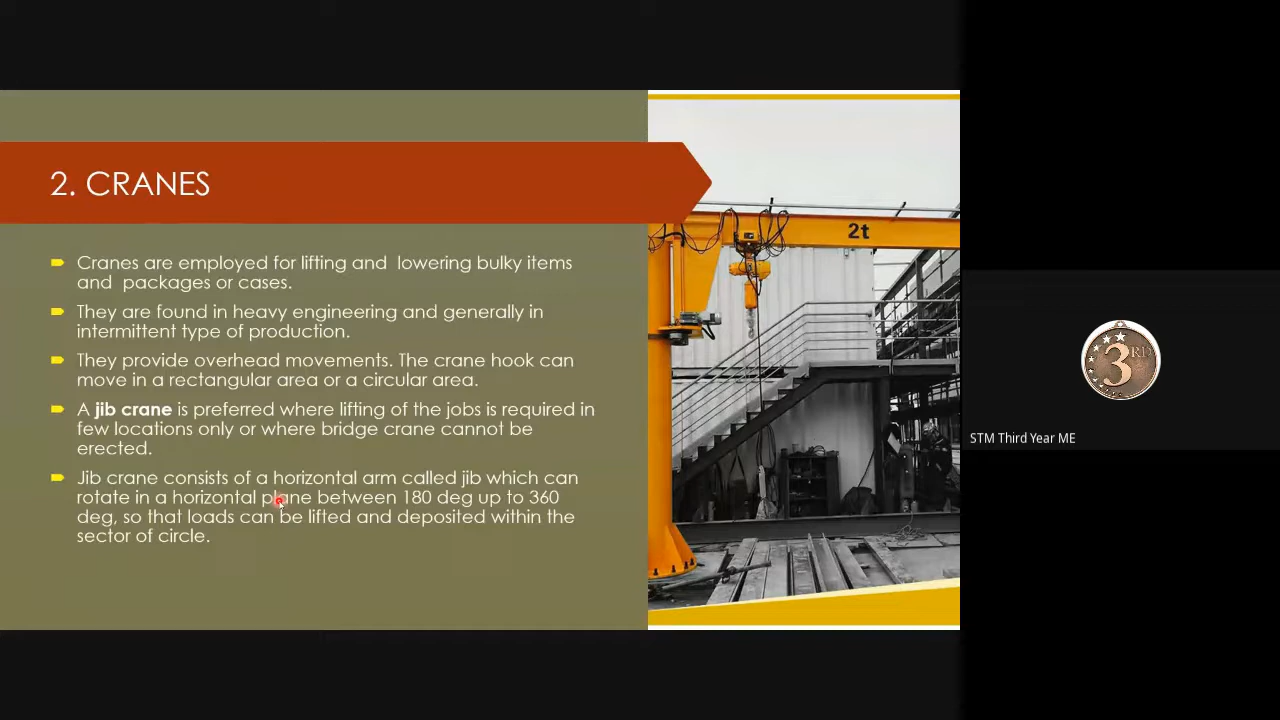 2. CRANES
Cranes are employed for lifting and lowering bulky items
and packages or cases.
They are found in heavy engineering and generally in
intermittent type of production.
They provide overhead movements. The crane hook can
move in a rectangular area or a circular area.
A jib crane is preferred where lifting of the jobs is required in
few locations only or where bridge crane cannot be
erected.
Jib crane consists of a horizontal arm called jib which can
rotate in a horizontal plane between 180 deg up to 360
deg, so that loads can be lifted and deposited within the
sector of circle.
2t
3RD
STM Third Year ME